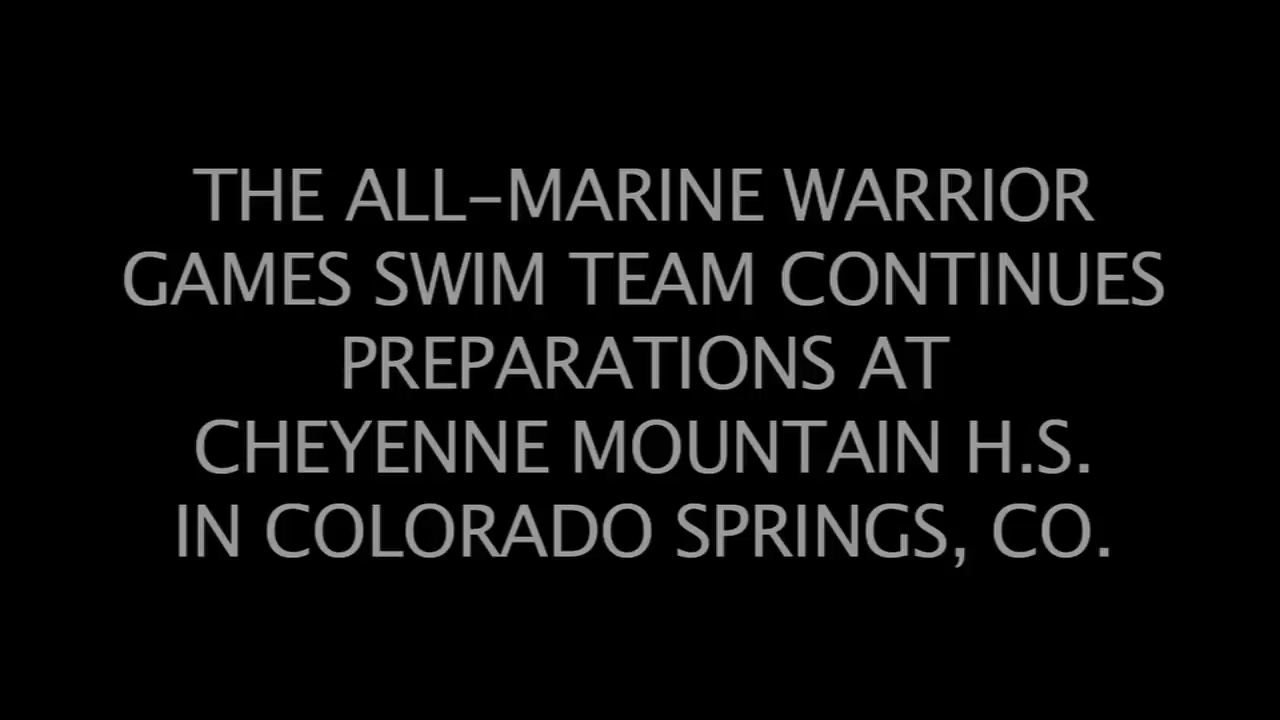 THE ALL-MARINE WARRIOR
GAMES SWIM TEAM CONTINUES
PREPARATIONS AT
CHEYENNE MOUNTAIN H.S.
IN COLORADO SPRINGS, CO.